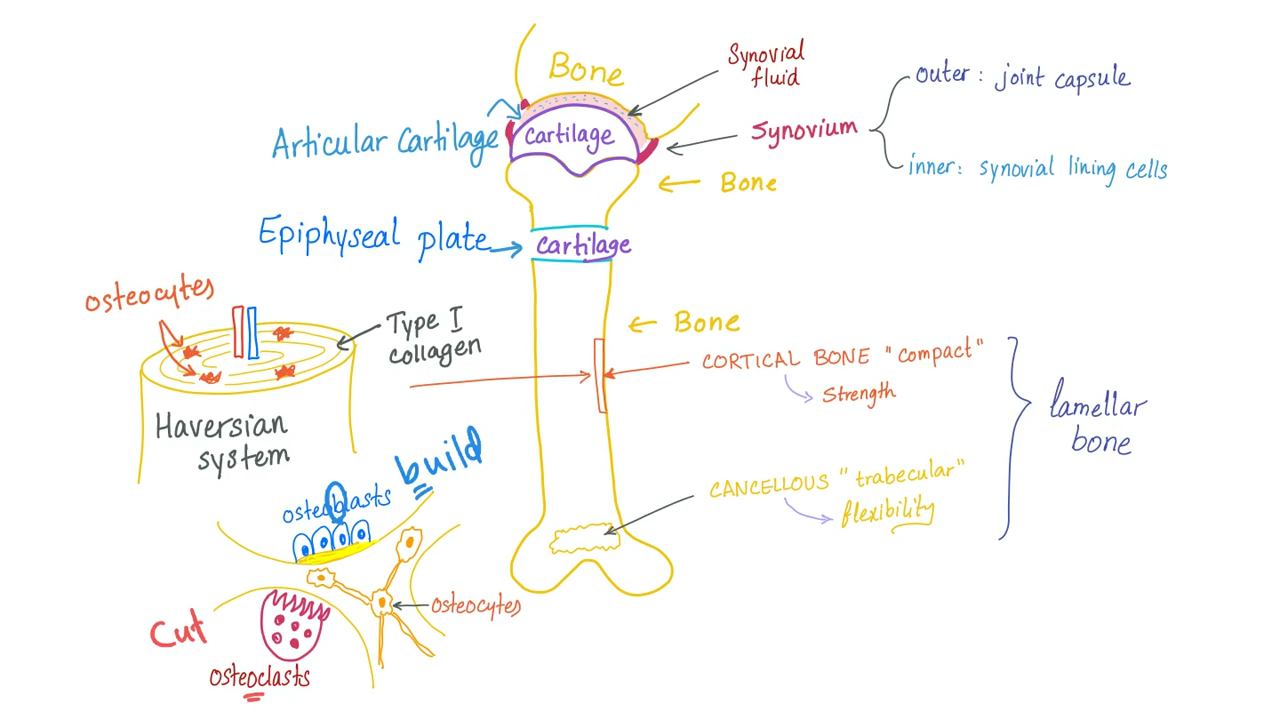 Bone
Synovial
fluid
outer: joint capsule
Articular Cartilage
Cartilage
Synovium
inner: synovial lining cells
Bone
Epiphyseal plate
Cartilage
osteocytes
Type I
collagen
Bone
CORTICAL BONE "compact"
Strength
lamellar
bone
Haversian
system
CANCELLOUS "trabecular"
flexibility
build
osteoblasts
osteocytes
Cut
osteoclasts